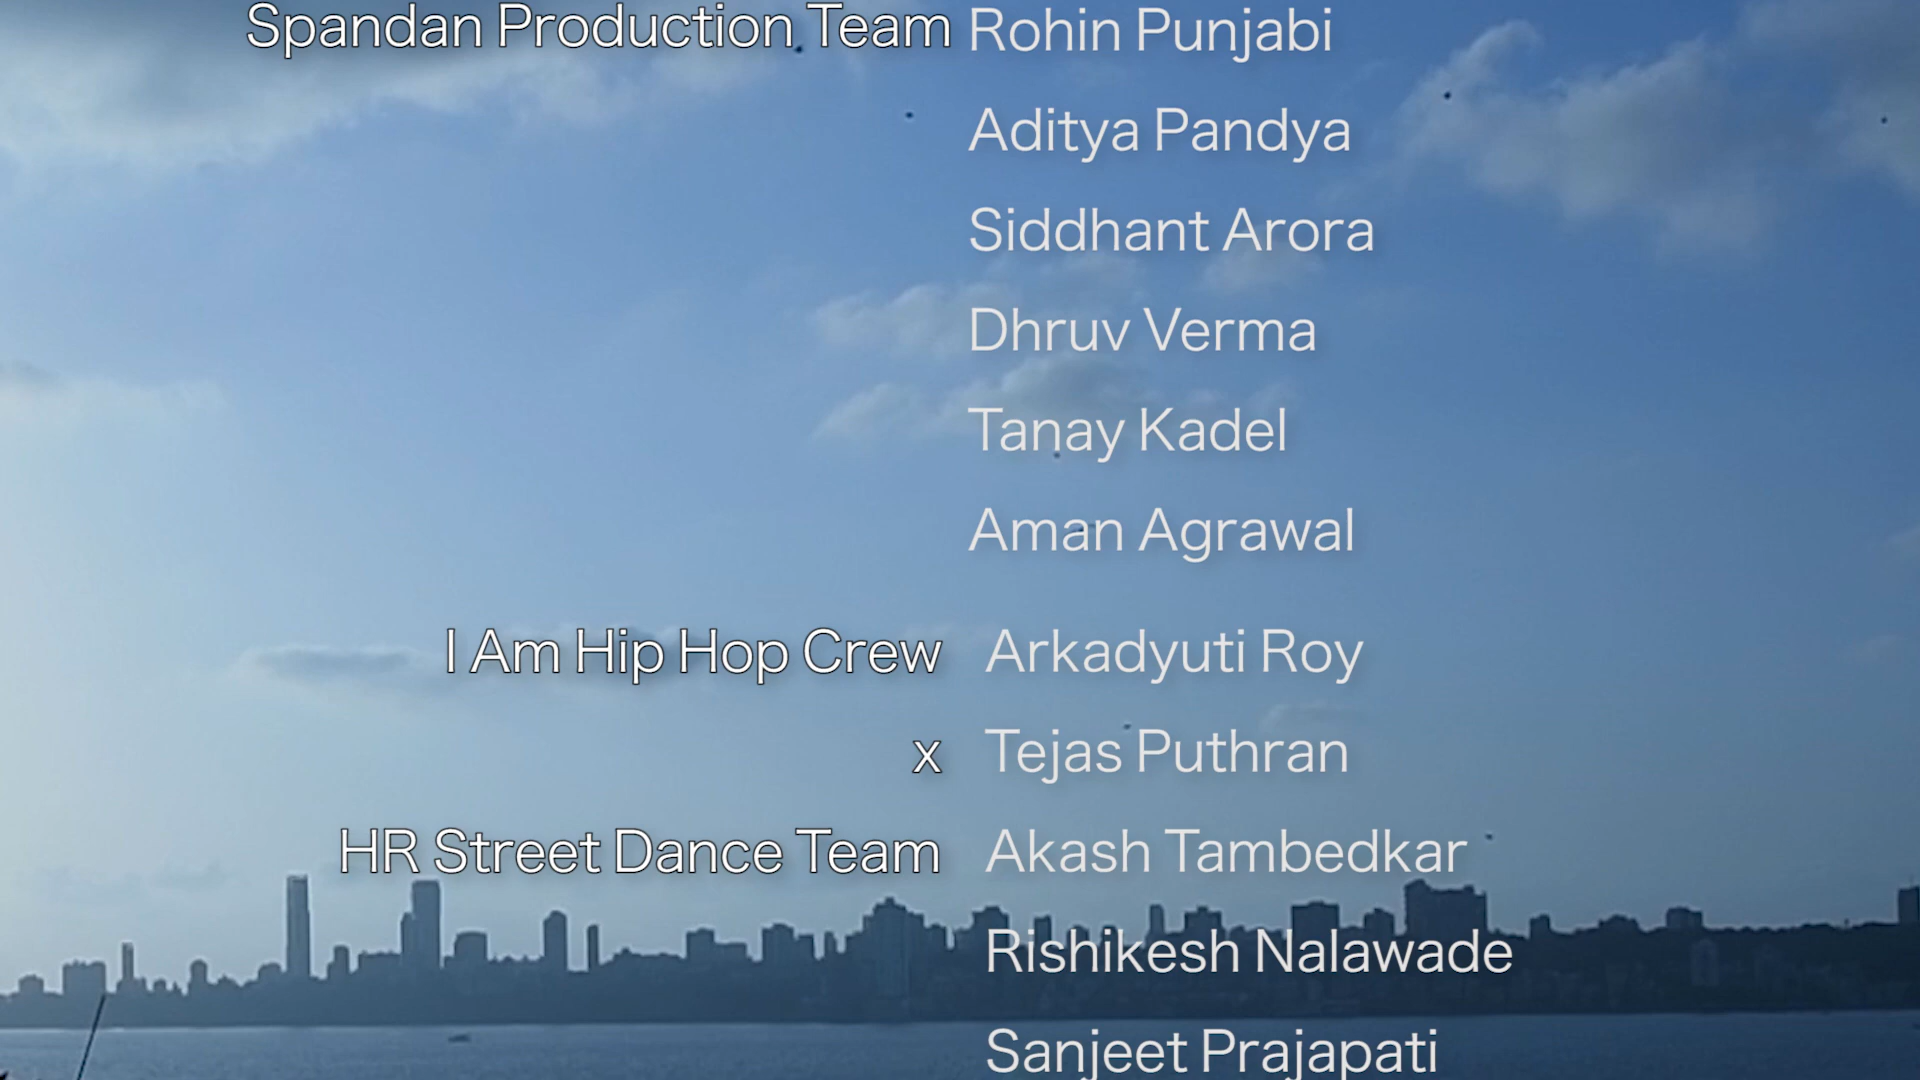 Spandan Production Team Rohin Punjabi
Aditya Pandya
Siddhant Arora
Dhruv Verma
Tanay Kadel
Aman Agrawal
I Am Hip Hop Crew Arkadyuti Roy
x Tejas Puthran
HR Street Dance Team Akash Tambedkar
Rishikesh Nalawade
Sanjeet Prajapati